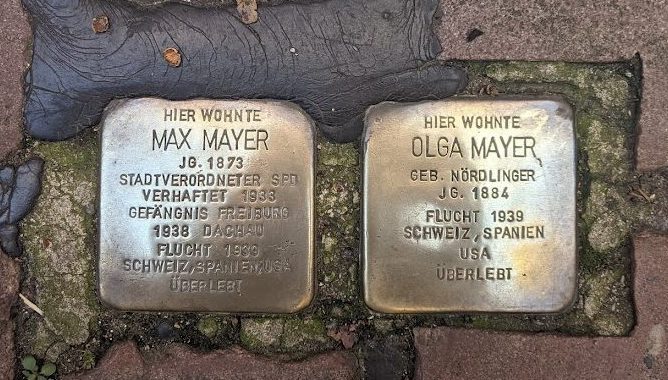 HIER WOHNTE
MAX MAYER
JG. 1873
STADTVERORDNETER SPD
VERHAFTET 1933
GEFÄNGNIS FREIBURG
1938 DACHAU
FLUCHT 1939
SCHWEIZ, SPANIEN, USA
ÜBERLEBT
HIER WOHNTE
OLGA MAYER
GEB. NÖRDLINGER
JG. 1884
FLUCHT 1939
SCHWEIZ, SPANIEN
USA
ÜBERLEBT